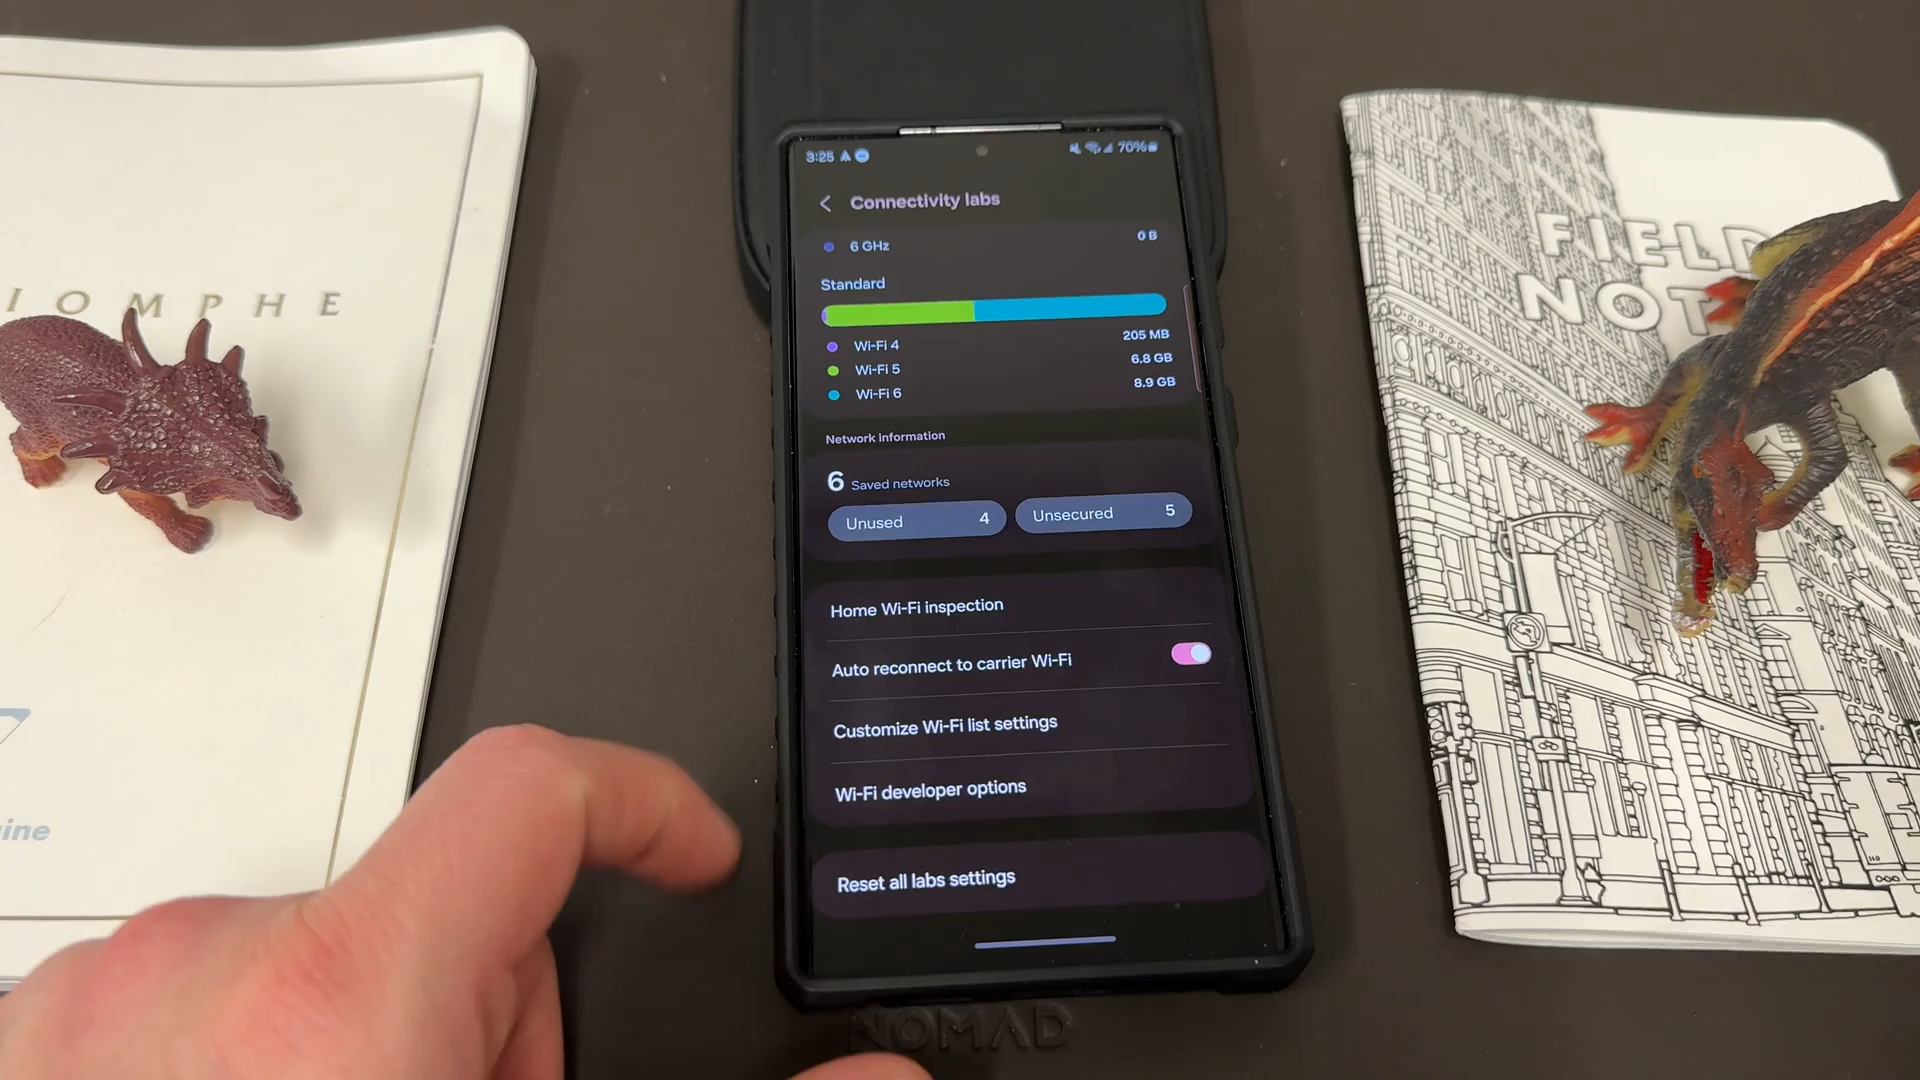 3:25
70%
Connectivity labs
6 GHz 0 B
Standard
Wi-Fi 4 205 MB
Wi-Fi 5 6.8 GB
Wi-Fi 6 8.9 GB
Network information
6 Saved networks
Unused 4
Unsecured 5
Home Wi-Fi inspection
Auto reconnect to carrier Wi-Fi
Customize Wi-Fi list settings
Wi-Fi developer options
Reset all labs settings
NOMAD
IOMPHE
ine
FIELD
NOT